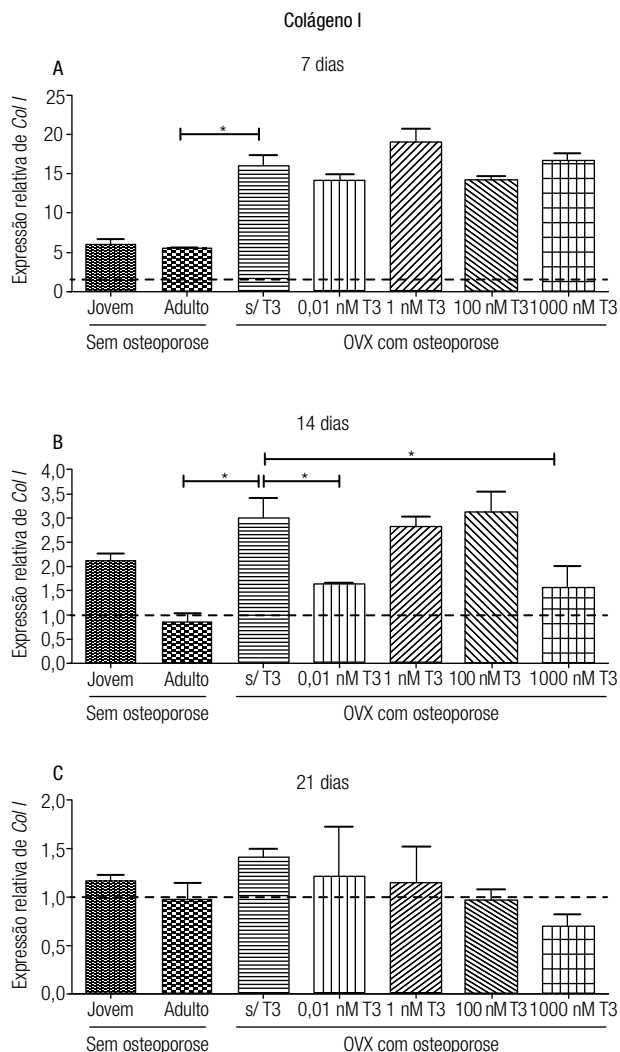 Colágeno I
A
7 dias
Expressão relativa de Col I
25
20
15
10
5
0
*
Jovem Adulto s/ T3 0,01 nM T3 1 nM T3 100 nM T3 1000 nM T3
Sem osteoporose OVX com osteoporose
B
14 dias
Expressão relativa de Col I
4,0
3,5
3,0
2,5
2,0
1,5
1,0
0,5
0,0
* * *
Jovem Adulto s/ T3 0,01 nM T3 1 nM T3 100 nM T3 1000 nM T3
Sem osteoporose OVX com osteoporose
C
21 dias
Expressão relativa de Col I
2,0
1,5
1,0
0,5
0,0
Jovem Adulto s/ T3 0,01 nM T3 1 nM T3 100 nM T3 1000 nM T3
Sem osteoporose OVX com osteoporose